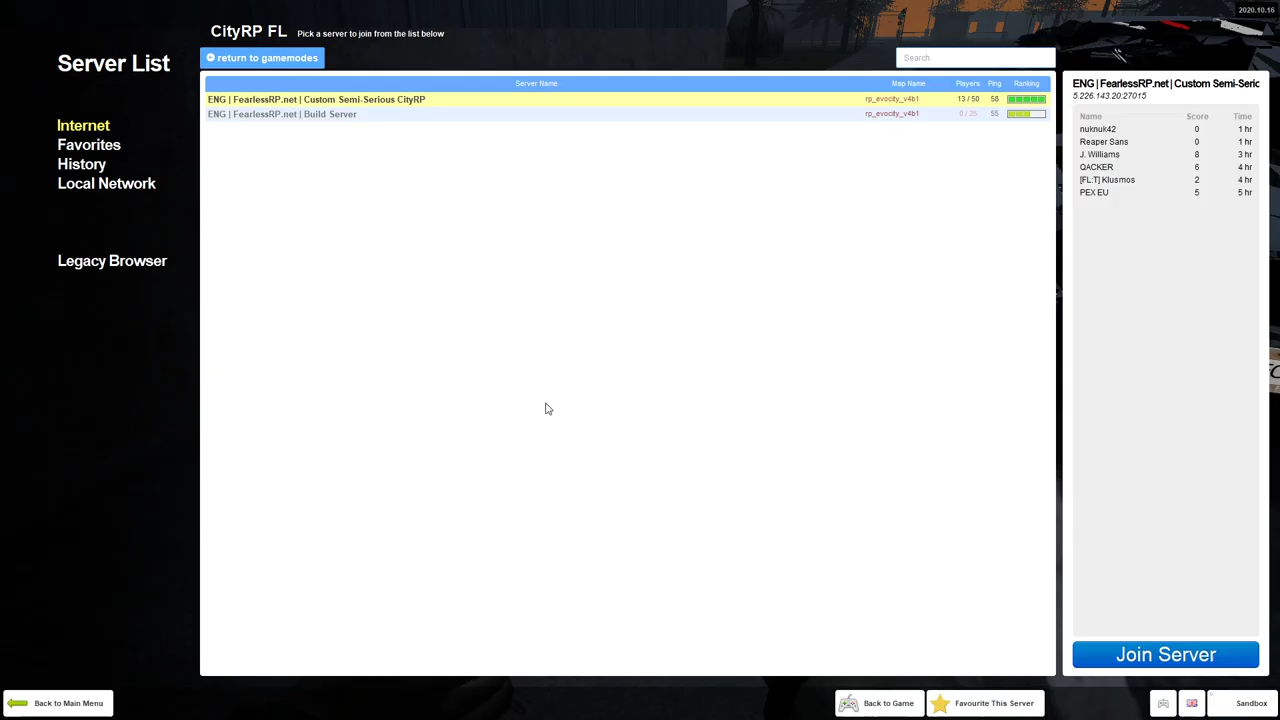 2020.10.16
CityRP FL Pick a server to join from the list below
Server List
return to gamemodes
Search
Internet
Favorites
History
Local Network
Legacy Browser
Server Name Map Name Players Ping Ranking
ENG | FearlessRP.net | Custom Semi-Serious CityRP rp_evocity_v4b1 13 / 50 58
ENG | FearlessRP.net | Build Server rp_evocity_v4b1 0 / 25 55
ENG | FearlessRP.net | Custom Semi-Seric
5.226.143.20:27015
Name Score Time
nuknuk42 0 1 hr
Reaper Sans 0 1 hr
J. Williams 8 3 hr
QACKER 6 4 hr
[FL:T] Klusmos 2 4 hr
PEX EU 5 5 hr
Join Server
Back to Main Menu
Back to Game
Favourite This Server
Sandbox